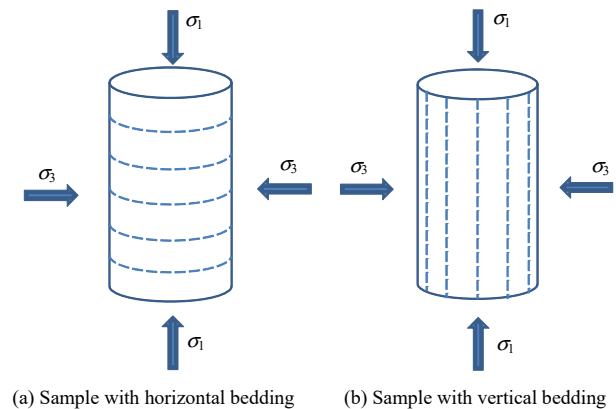 σ1
σ1
σ3
σ3
σ3
σ3
σ1
σ1
(a) Sample with horizontal bedding
(b) Sample with vertical bedding